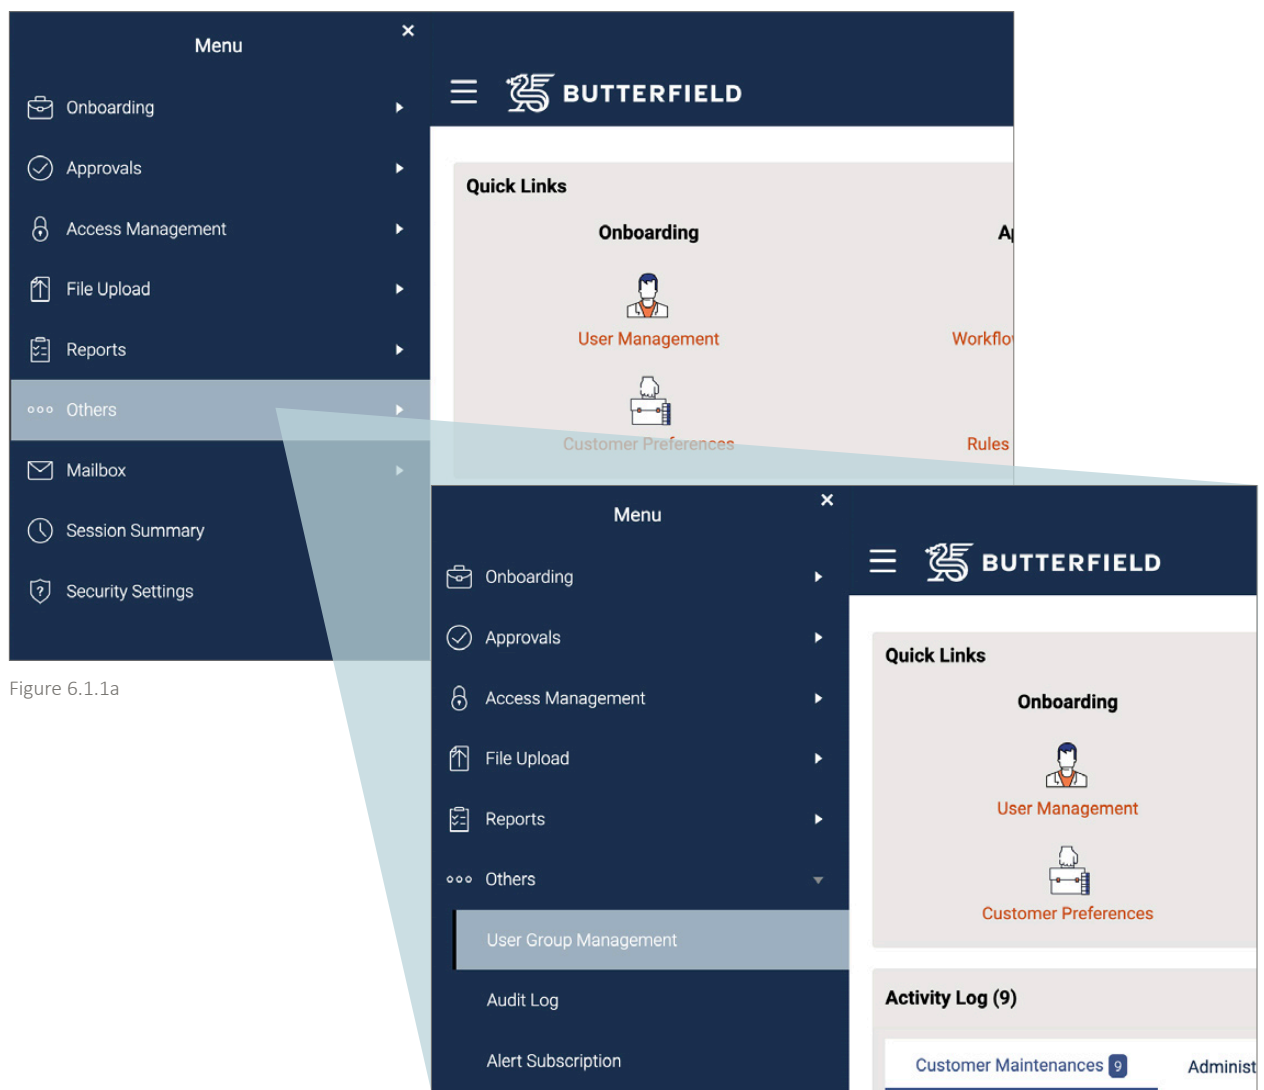 Menu
×
Onboarding
Approvals
Access Management
File Upload
Reports
Others
Mailbox
Session Summary
Security Settings
BUTTERFIELD
Quick Links
Onboarding
User Management
Workflo
Customer Preferences
Rules
Figure 6.1.1a
Menu
×
Onboarding
Approvals
Access Management
File Upload
Reports
Others
User Group Management
Audit Log
Alert Subscription
BUTTERFIELD
Quick Links
Onboarding
User Management
Customer Preferences
Activity Log (9)
Customer Maintenances 9 Administ